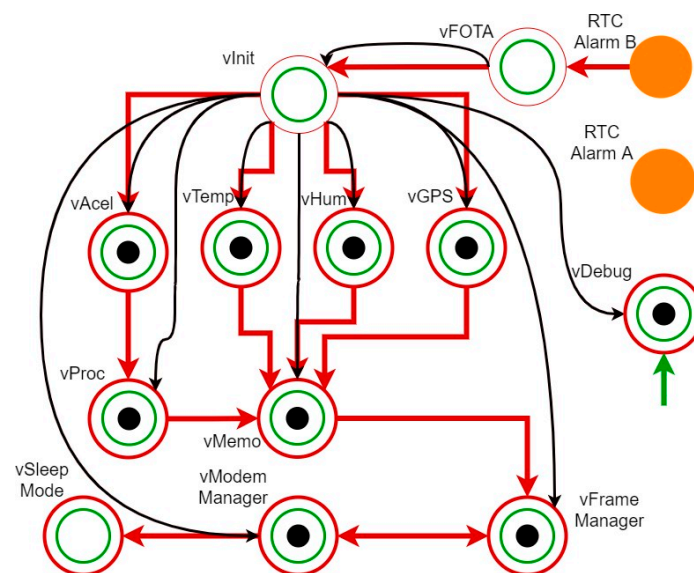 vFOTA
RTC
Alarm B
vInit
RTC
Alarm A
vAcel
vTemp
vHum
vGPS
vDebug
vProc
vMemo
vSleep
Mode
vModem
Manager
vFrame
Manager